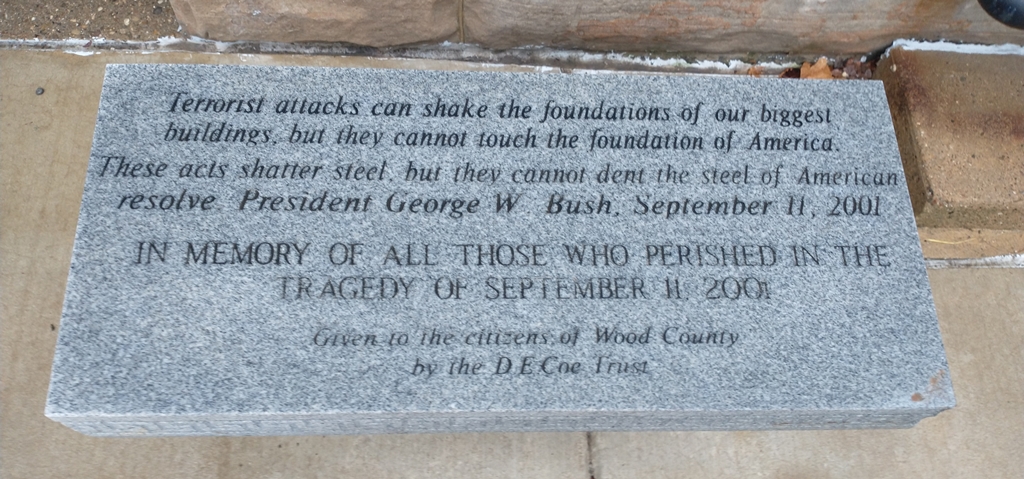 Terrorist attacks can shake the foundations of our biggest
buildings, but they cannot touch the foundation of America.
These acts shatter steel, but they cannot dent the steel of American
resolve President George W Bush, September 11, 2001
IN MEMORY OF ALL THOSE WHO PERISHED IN THE
TRAGEDY OF SEPTEMBER 11, 2001
Given to the citizens of Wood County
by the D.E.Coe Trust